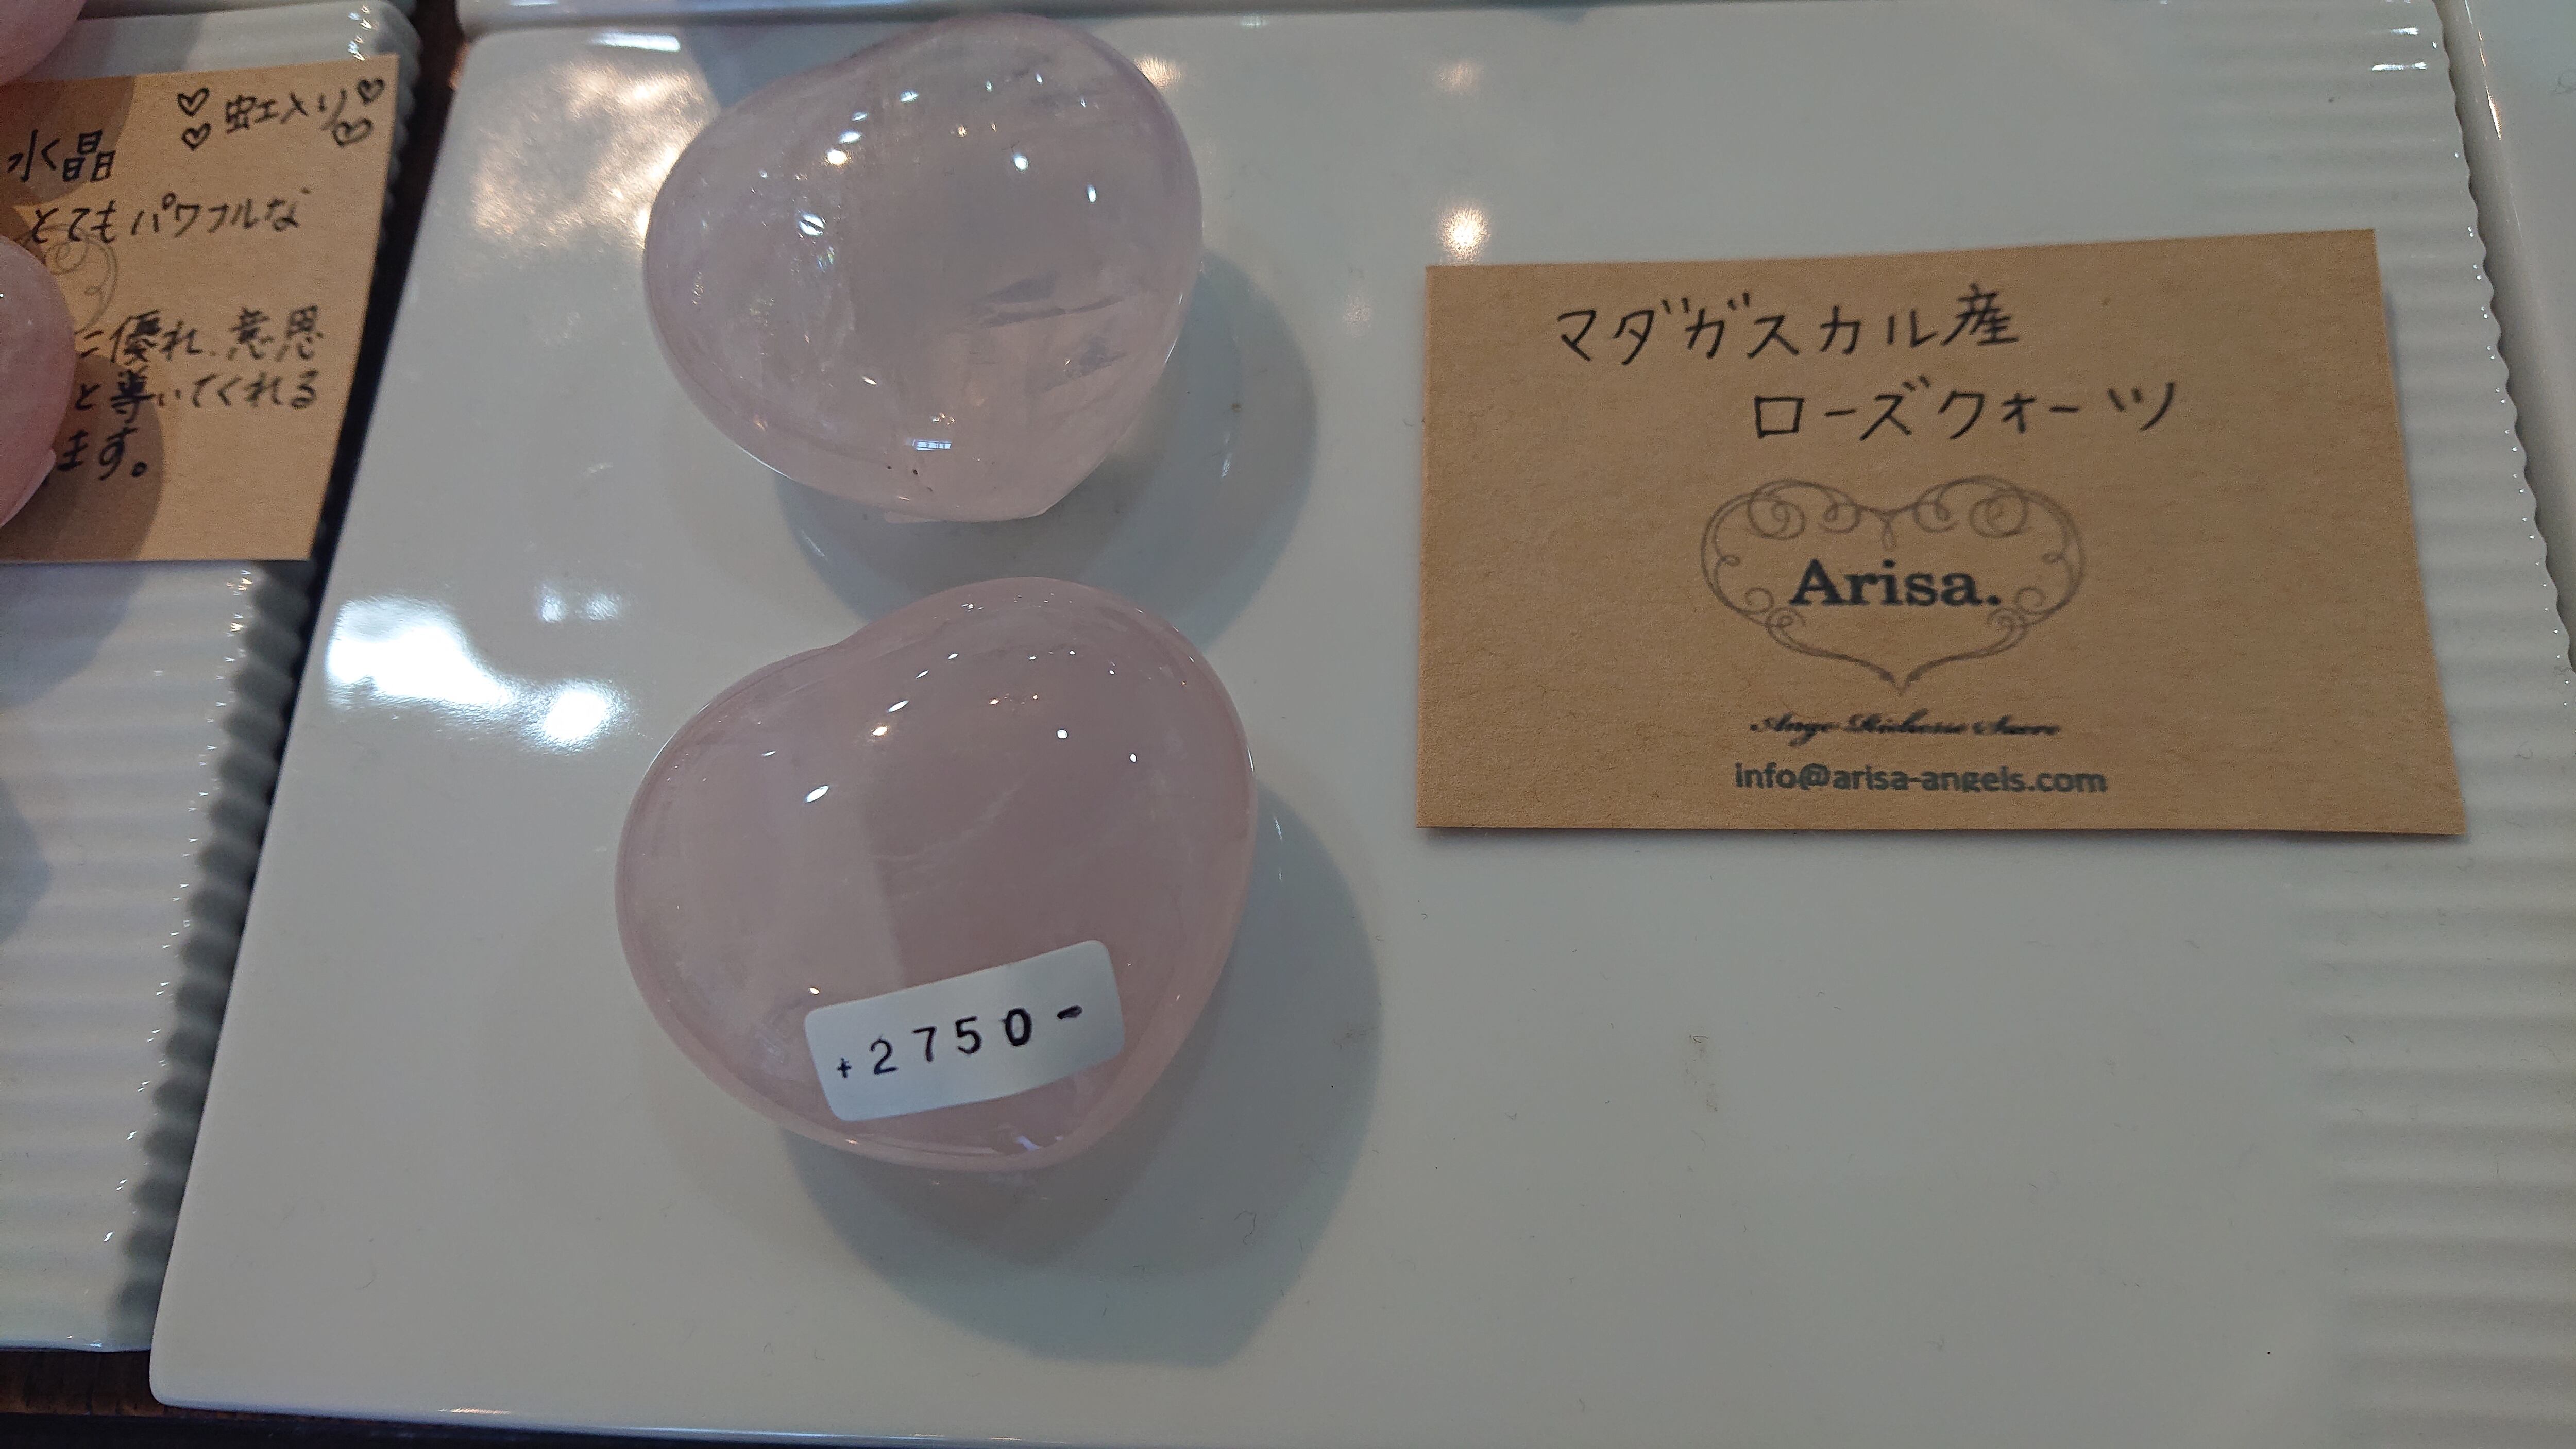 虹入り
水晶
とてもパワフルな
に優れ、意思
と導いてくれる
ます。
マダガスカル産
ローズクォーツ
Arisa.
info@arisa-angels.com
2750-